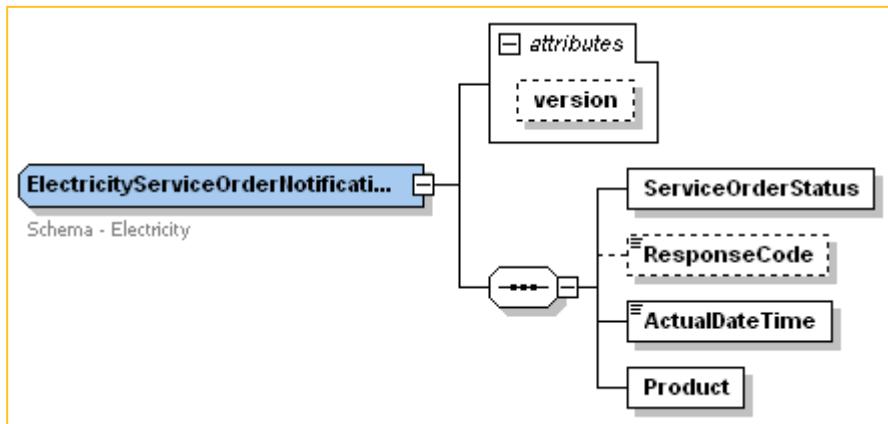 attributes
version
ElectricityServiceOrderNotificati...
Schema - Electricity
ServiceOrderStatus
ResponseCode
ActualDateTime
Product